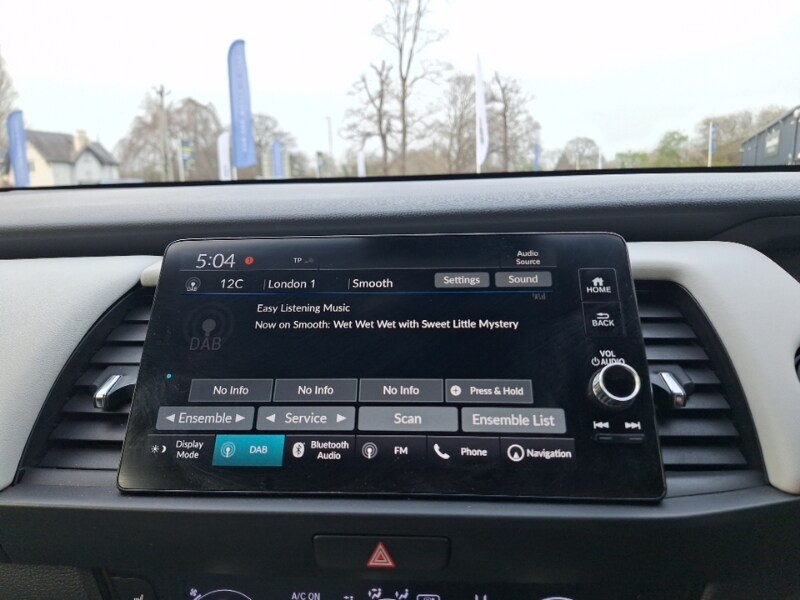 5:04 TP Audio Source
DAB 12C London 1 Smooth Settings Sound
Easy Listening Music
Now on Smooth: Wet Wet Wet with Sweet Little Mystery
DAB
No Info No Info No Info + Press & Hold
◄ Ensemble ► ◄ Service ► Scan Ensemble List
Display Mode DAB Bluetooth Audio FM Phone Navigation
HOME
BACK
VOL
AUDIO
A/C ON